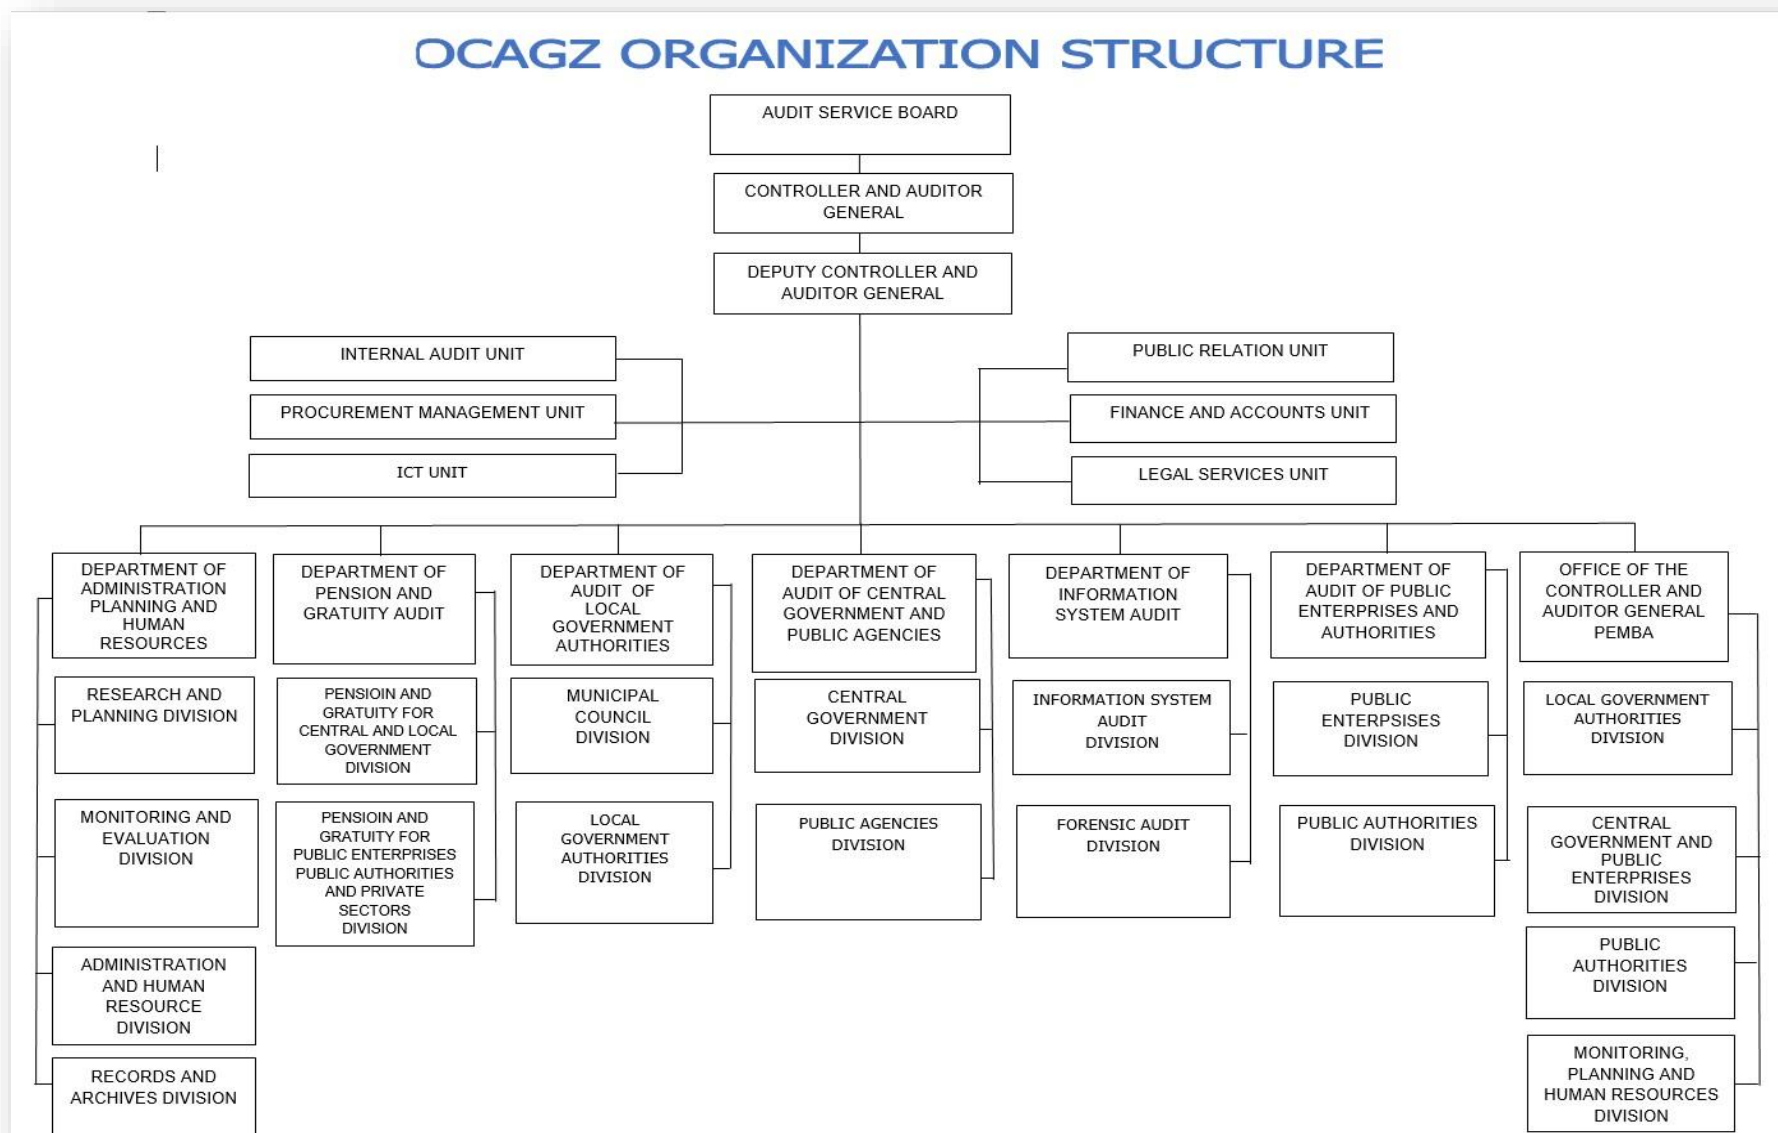 OCAGZ ORGANIZATION STRUCTURE
AUDIT SERVICE BOARD
CONTROLLER AND AUDITOR
GENERAL
DEPUTY CONTROLLER AND
AUDITOR GENERAL
INTERNAL AUDIT UNIT
PROCUREMENT MANAGEMENT UNIT
ICT UNIT
PUBLIC RELATION UNIT
FINANCE AND ACCOUNTS UNIT
LEGAL SERVICES UNIT
DEPARTMENT OF
ADMINISTRATION
PLANNING AND
HUMAN
RESOURCES
RESEARCH AND
PLANNING DIVISION
MONITORING AND
EVALUATION
DIVISION
ADMINISTRATION
AND HUMAN
RESOURCE
DIVISION
RECORDS AND
ARCHIVES DIVISION
DEPARTMENT OF
PENSION AND
GRATUITY AUDIT
PENSIOIN AND
GRATUITY FOR
CENTRAL AND LOCAL
GOVERNMENT
DIVISION
PENSIOIN AND
GRATUITY FOR
PUBLIC ENTERPRISES
PUBLIC AUTHORITIES
AND PRIVATE
SECTORS
DIVISION
DEPARTMENT OF
AUDIT OF
LOCAL
GOVERNMENT
AUTHORITIES
MUNICIPAL
COUNCIL
DIVISION
LOCAL
GOVERNMENT
AUTHORITIES
DIVISION
DEPARTMENT OF
AUDIT OF CENTRAL
GOVERNMENT AND
PUBLIC AGENCIES
CENTRAL
GOVERNMENT
DIVISION
PUBLIC AGENCIES
DIVISION
DEPARTMENT OF
INFORMATION
SYSTEM AUDIT
INFORMATION SYSTEM
AUDIT
DIVISION
FORENSIC AUDIT
DIVISION
DEPARTMENT OF
AUDIT OF PUBLIC
ENTERPRISES AND
AUTHORITIES
PUBLIC
ENTERPSISES
DIVISION
PUBLIC AUTHORITIES
DIVISION
OFFICE OF THE
CONTROLLER AND
AUDITOR GENERAL
PEMBA
LOCAL GOVERNMENT
AUTHORITIES
DIVISION
CENTRAL
GOVERNMENT AND
PUBLIC
ENTERPRISES
DIVISION
PUBLIC
AUTHORITIES
DIVISION
MONITORING,
PLANNING AND
HUMAN RESOURCES
DIVISION